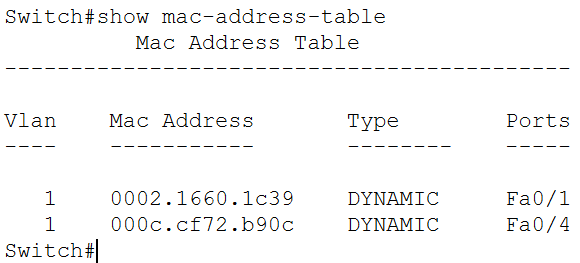 Switch#show mac-address-table
          Mac Address Table
-------------------------------------------

Vlan    Mac Address       Type        Ports
----    -----------       --------    -----

   1    0002.1660.1c39    DYNAMIC     Fa0/1
   1    000c.cf72.b90c    DYNAMIC     Fa0/4
Switch#